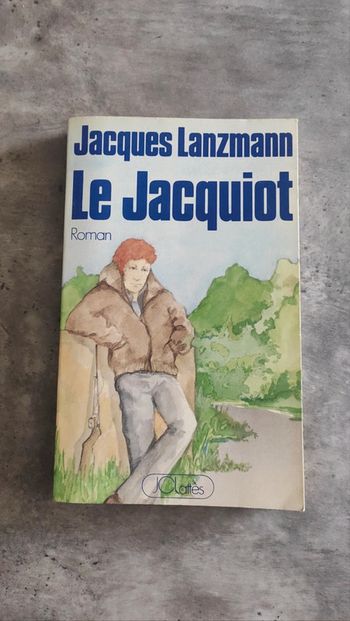 Jacques Lanzmann
Le Jacquiot
Roman
JCLattès